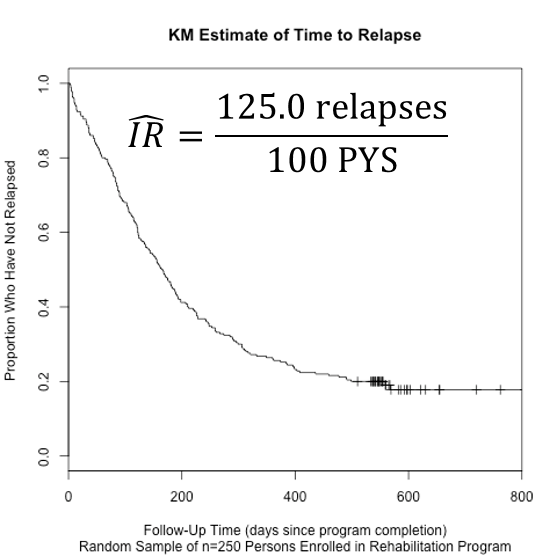 KM Estimate of Time to Relapse
Proportion Who Have Not Relapsed
1.0
0.8
0.6
0.4
0.2
0.0
\widehat{IR} = \frac{125.0 relapses}{100 PYS}
0 200 400 600 800
Follow-Up Time (days since program completion)
Random Sample of n=250 Persons Enrolled in Rehabilitation Program